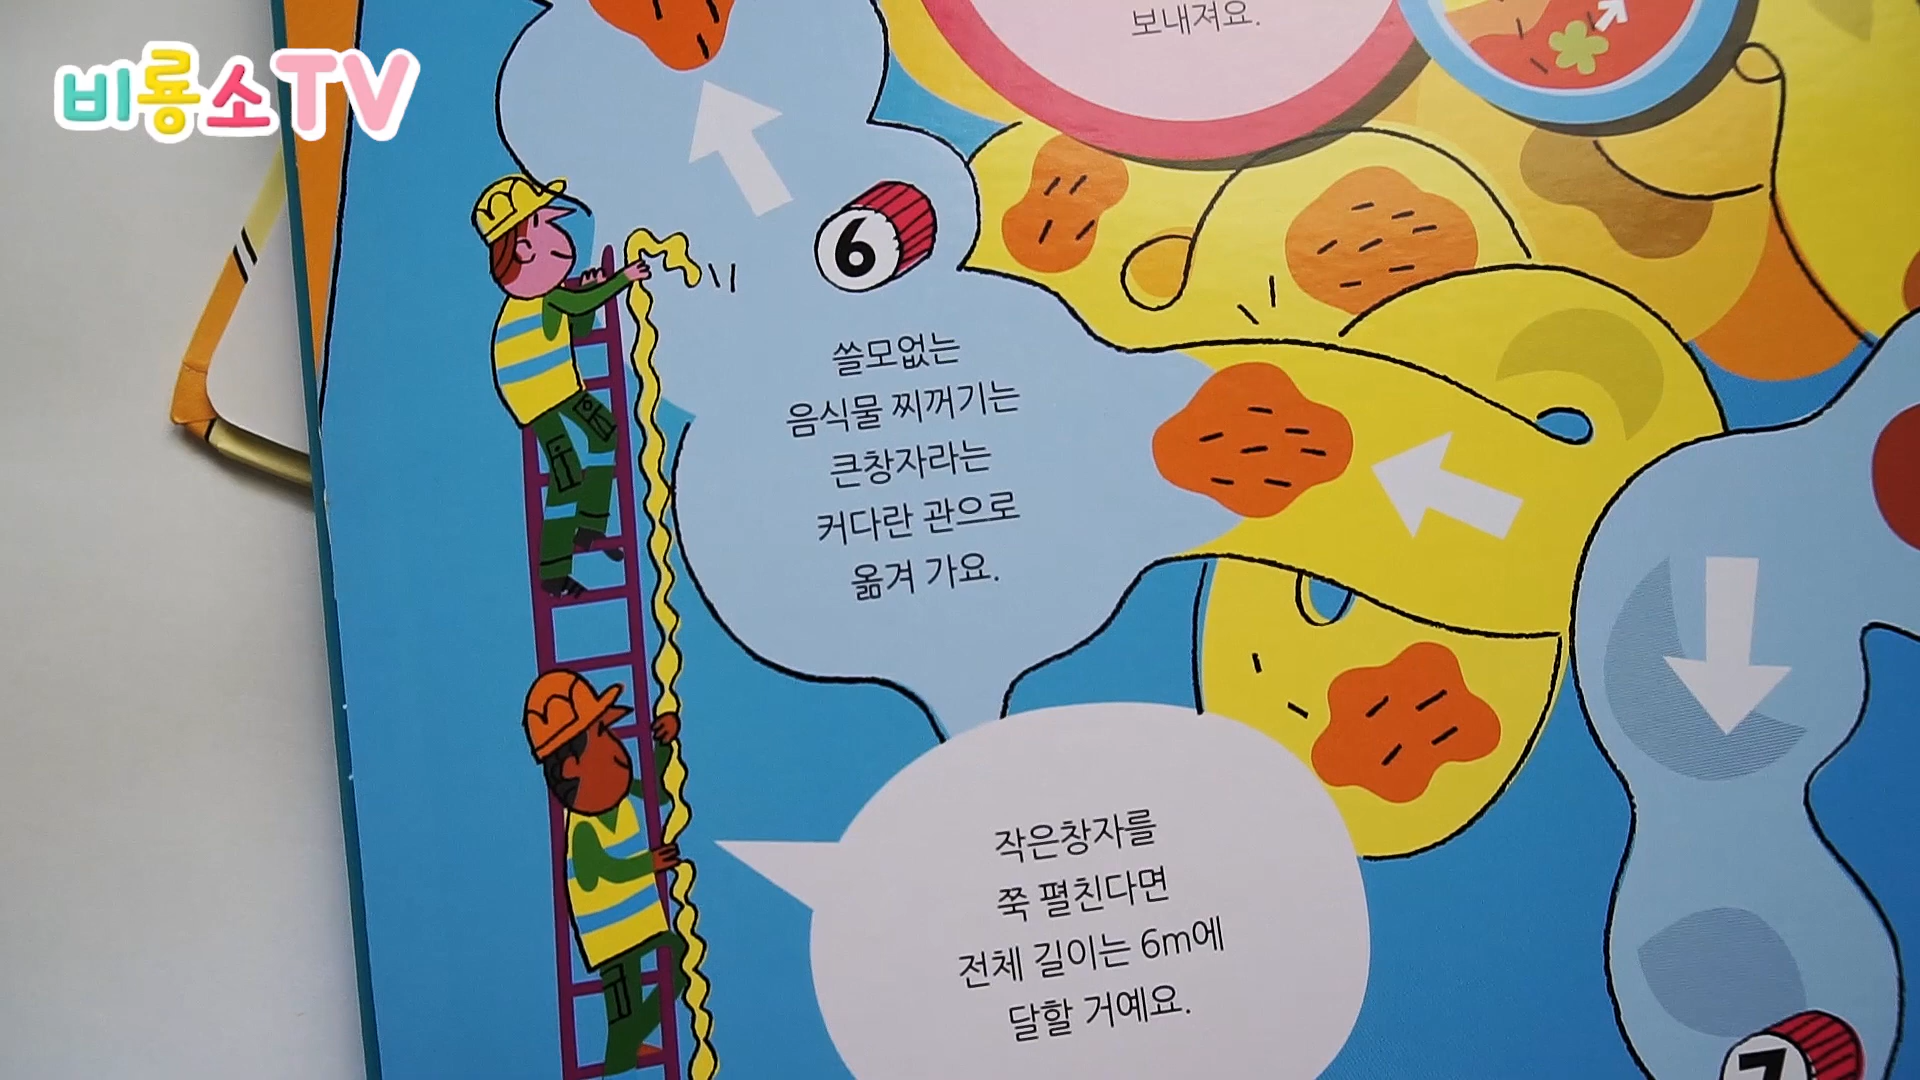 비룡소TV
보내져요.
6
쓸모없는
음식물 찌꺼기는
큰창자라는
커다란 관으로
옮겨 가요.
작은창자를
쭉 펼친다면
전체 길이는 6m에
달할 거예요.
7